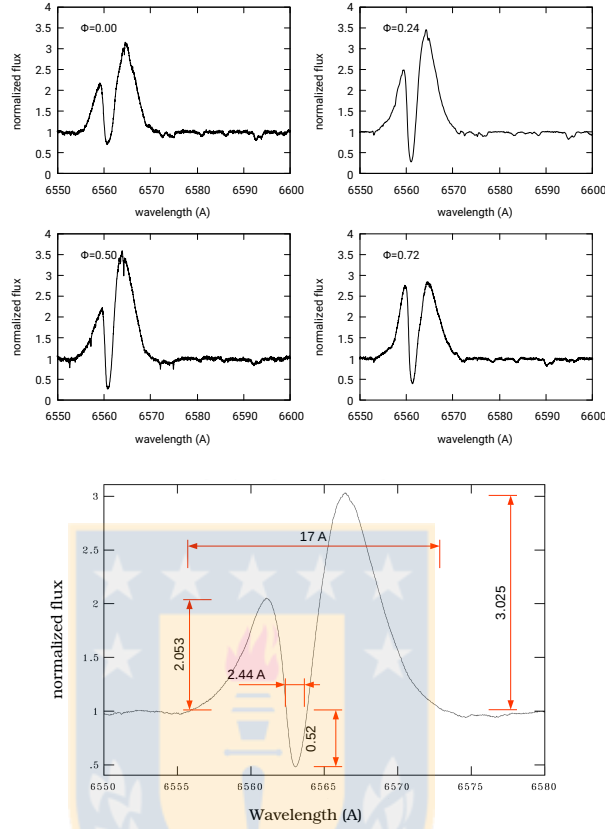 Φ=0.00
normalized flux
4
3.5
3
2.5
2
1.5
1
0.5
0
6550 6560 6570 6580 6590 6600
wavelength (A)
Φ=0.24
normalized flux
4
3.5
3
2.5
2
1.5
1
0.5
0
6550 6560 6570 6580 6590 6600
wavelength (A)
Φ=0.50
normalized flux
4
3.5
3
2.5
2
1.5
1
0.5
0
6550 6560 6570 6580 6590 6600
wavelength (A)
Φ=0.72
normalized flux
4
3.5
3
2.5
2
1.5
1
0.5
0
6550 6560 6570 6580 6590 6600
wavelength (A)
normalized flux
3
2.5
2
1.5
1
.5
17 A
2.053
2.44 A
0.52
3.025
6550 6555 6560 6565 6570 6575 6580
Wavelength (A)